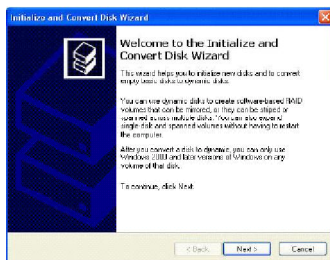 Initialize and Convert Disk Wizard
Welcome to the Initialize and
Convert Disk Wizard
This wizard helps you to initialize new disks and to convert
empty basic disks to dynamic disks.
You can use dynamic disks to create software-based RAID
volumes that can be mirrored, or they can be striped or
spanned across multiple disks. You can also expand
single disk and spanned volumes without having to restart
the computer.
After you convert a disk to dynamic, you can only use
Windows 2000 and later versions of Windows on any
volume of that disk.
To continue, click Next.
< Back
Next >
Cancel